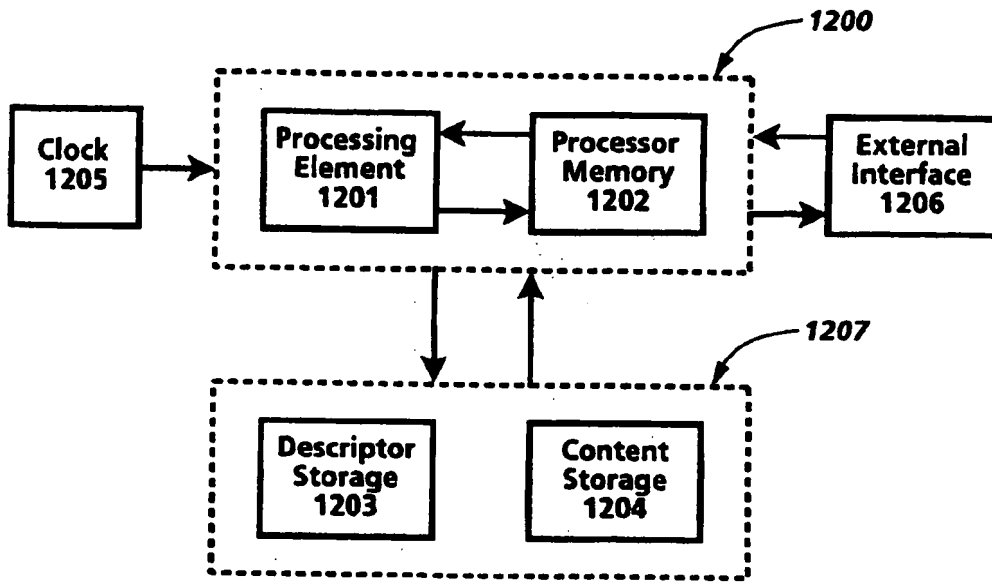 1200
Clock
1205
Processing
Element
1201
Processor
Memory
1202
External
Interface
1206
1207
Descriptor
Storage
1203
Content
Storage
1204